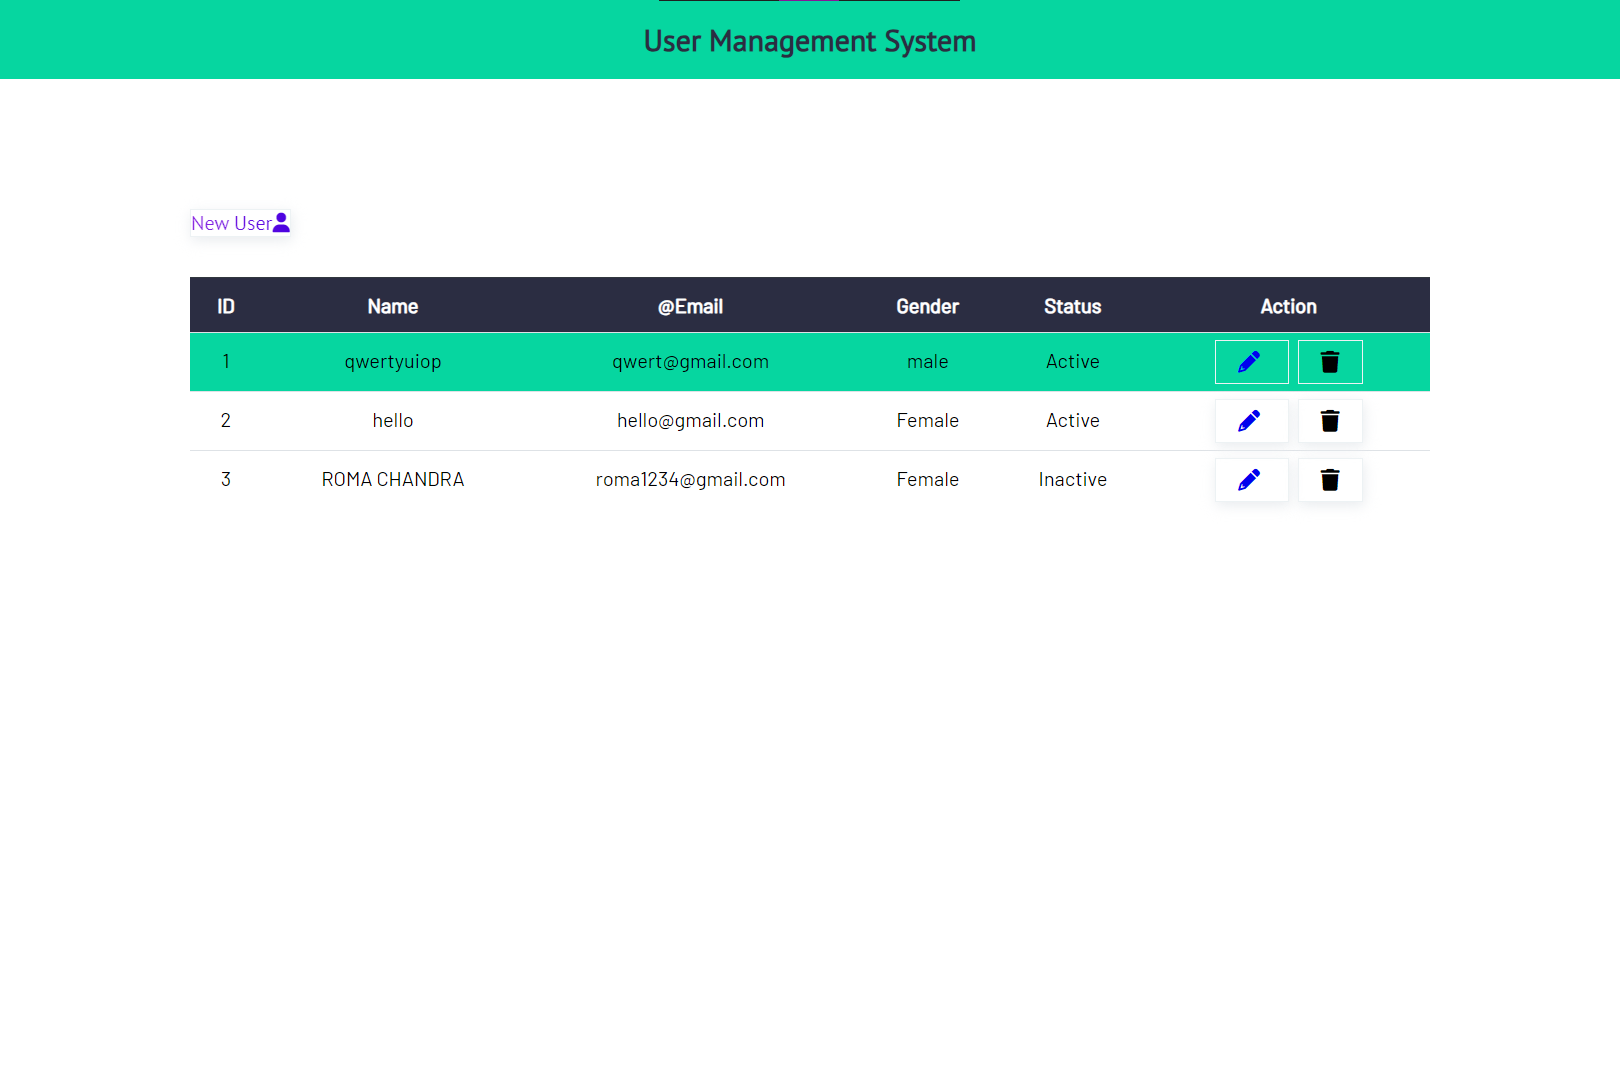 User Management System
New User
ID Name @Email Gender Status Action
1 qwertyuiop qwert@gmail.com male Active
2 hello hello@gmail.com Female Active
3 ROMA CHANDRA roma1234@gmail.com Female Inactive